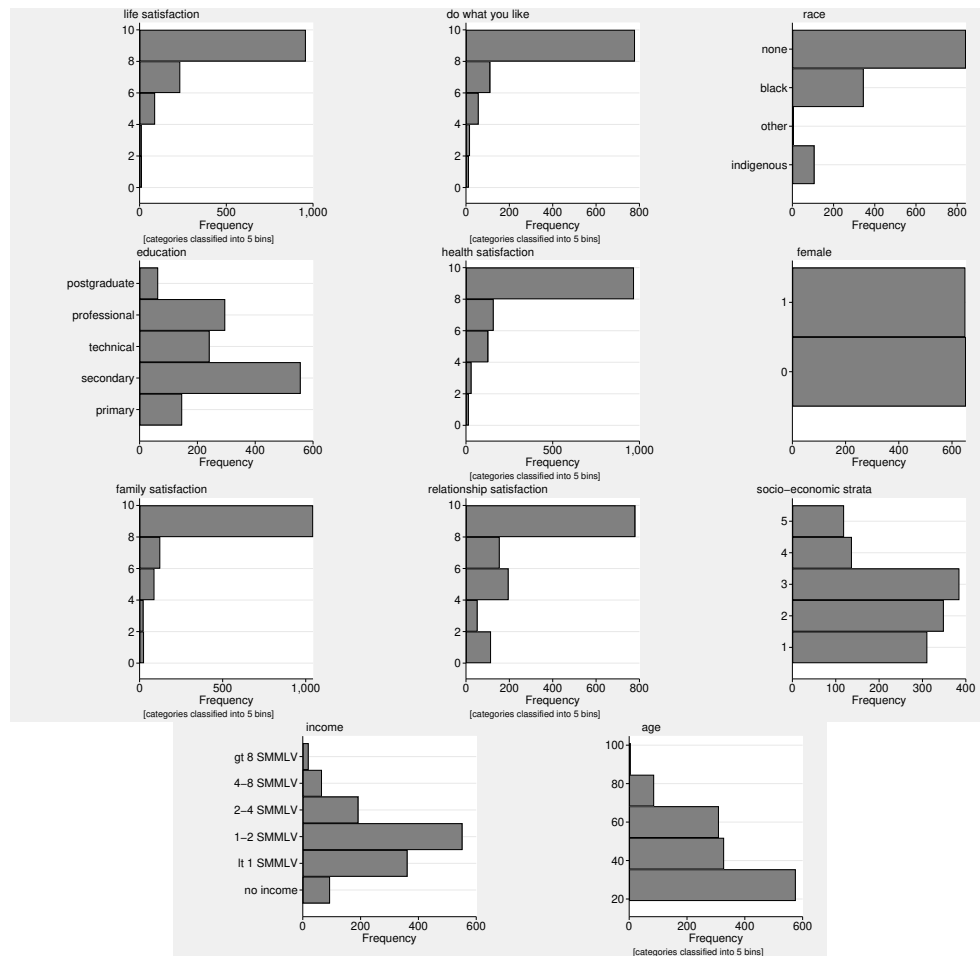 life satisfaction
10
8
6
4
2
0
0 500 1,000
Frequency
[categories classified into 5 bins]
do what you like
10
8
6
4
2
0
0 200 400 600 800
Frequency
[categories classified into 5 bins]
race
none
black
other
indigenous
0 200 400 600 800
Frequency
education
postgraduate
professional
technical
secondary
primary
0 200 400 600
Frequency
health satisfaction
10
8
6
4
2
0
0 500 1,000
Frequency
[categories classified into 5 bins]
female
1
0
0 200 400 600
Frequency
family satisfaction
10
8
6
4
2
0
0 500 1,000
Frequency
[categories classified into 5 bins]
relationship satisfaction
10
8
6
4
2
0
0 200 400 600 800
Frequency
[categories classified into 5 bins]
socio−economic strata
5
4
3
2
1
0 100 200 300 400
Frequency
income
gt 8 SMMLV
4−8 SMMLV
2−4 SMMLV
1−2 SMMLV
lt 1 SMMLV
no income
0 200 400 600
Frequency
age
100
80
60
40
20
0 200 400 600
Frequency
[categories classified into 5 bins]